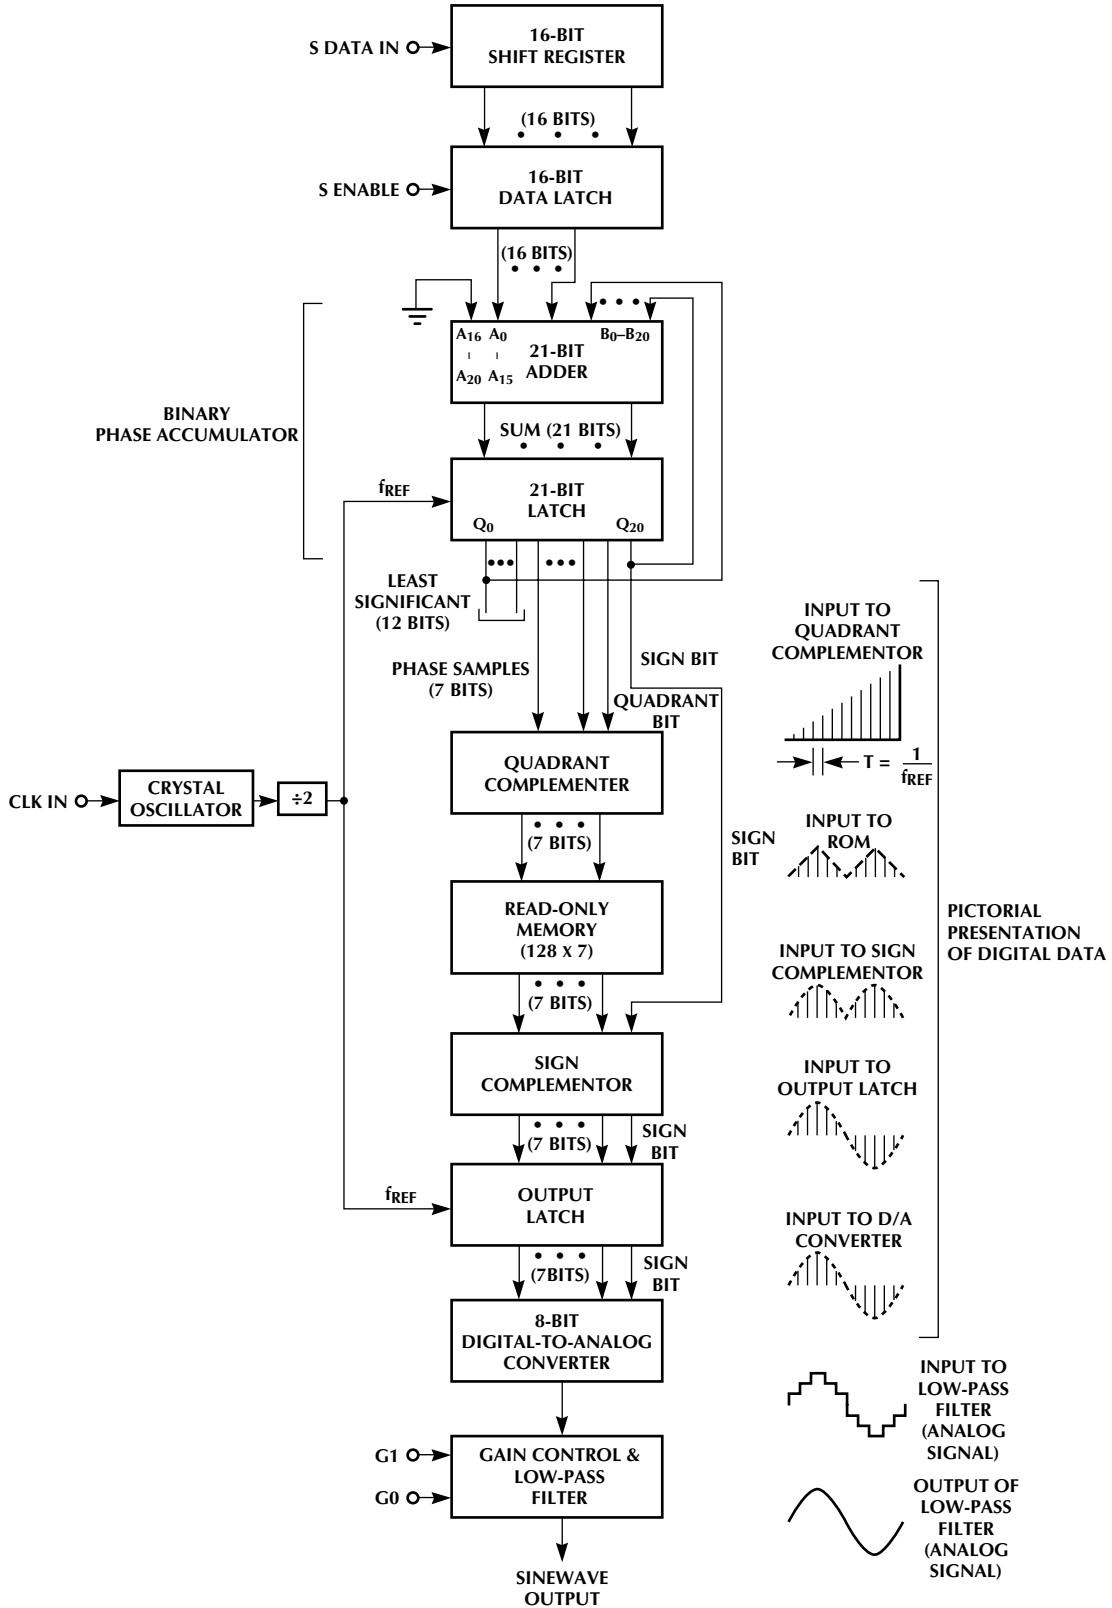 16-BIT
SHIFT REGISTER
S DATA IN
(16 BITS)
16-BIT
DATA LATCH
S ENABLE
(16 BITS)
A16 A0
B0–B20
21-BIT
ADDER
A20 A15
BINARY
PHASE ACCUMULATOR
SUM (21 BITS)
fREF
21-BIT
LATCH
Q0
Q20
LEAST
SIGNIFICANT
(12 BITS)
PHASE SAMPLES
(7 BITS)
SIGN BIT
QUADRANT
BIT
QUADRANT
COMPLEMENTER
CLK IN
CRYSTAL
OSCILLATOR
÷2
(7 BITS)
SIGN
BIT
READ-ONLY
MEMORY
(128 X 7)
(7 BITS)
SIGN
COMPLEMENTOR
(7 BITS)
SIGN
BIT
fREF
OUTPUT
LATCH
(7BITS)
SIGN
BIT
8-BIT
DIGITAL-TO-ANALOG
CONVERTER
G1
G0
GAIN CONTROL &
LOW-PASS
FILTER
SINEWAVE
OUTPUT
INPUT TO
QUADRANT
COMPLEMENTOR
T = 1
fREF
INPUT TO
ROM
INPUT TO SIGN
COMPLEMENTOR
INPUT TO
OUTPUT LATCH
INPUT TO D/A
CONVERTER
PICTORIAL
PRESENTATION
OF DIGITAL DATA
INPUT TO
LOW-PASS
FILTER
(ANALOG
SIGNAL)
OUTPUT OF
LOW-PASS
FILTER
(ANALOG
SIGNAL)